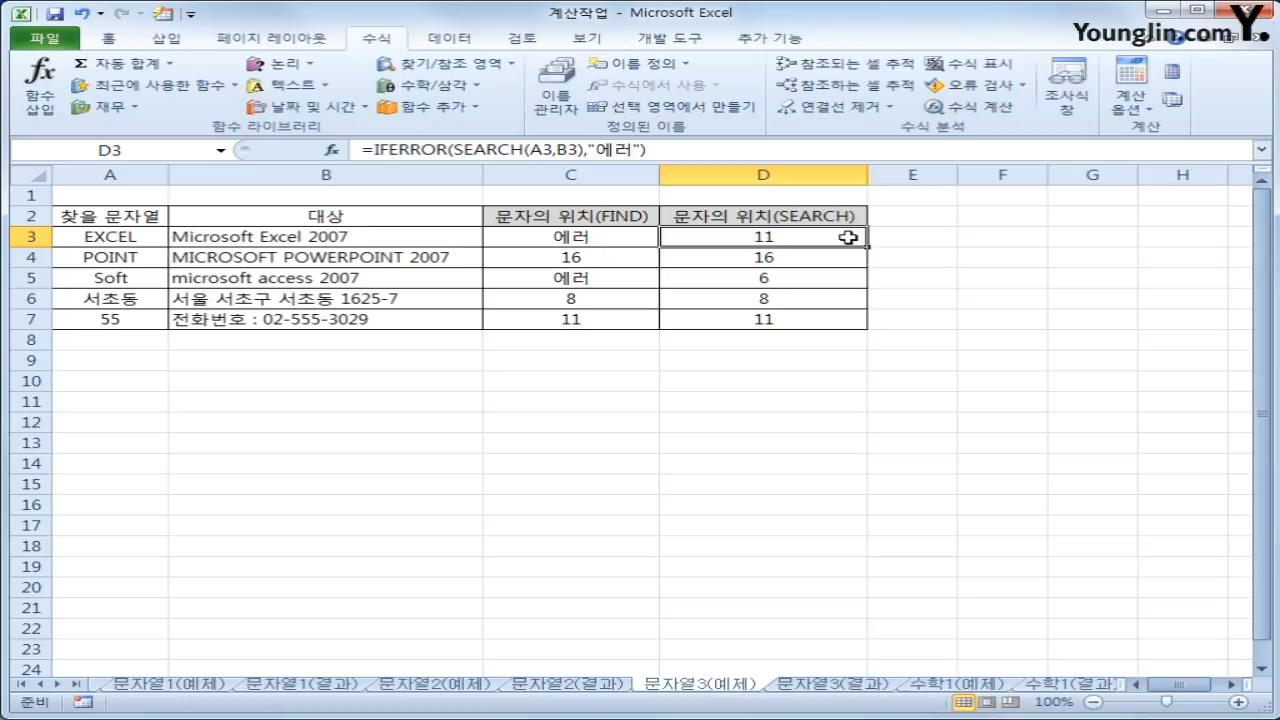 계산작업 - Microsoft Excel
Younglin.com Y.
파일 홈 삽입 페이지 레이아웃 수식 데이터 검토 보기 개발 도구 추가 기능
fx 함수 삽입
Σ 자동 합계
최근에 사용한 함수
재무
논리
텍스트
날짜 및 시간
찾기/참조 영역
수학/삼각
함수 추가
함수 라이브러리
이름 관리자
이름 정의
수식에서 사용
선택 영역에서 만들기
정의된 이름
참조되는 셀 추적
참조하는 셀 추적
연결선 제거
수식 표시
오류 검사
수식 계산
수식 분석
조사식 창
계산 옵션
계산
D3 fx =IFERROR(SEARCH(A3,B3),"에러")
A B C D E F G H
1
2 찾을 문자열 대상 문자의 위치(FIND) 문자의 위치(SEARCH)
3 EXCEL Microsoft Excel 2007 에러 11
4 POINT MICROSOFT POWERPOINT 2007 16 16
5 Soft microsoft access 2007 에러 6
6 서초동 서울 서초구 서초동 1625-7 8 8
7 55 전화번호 : 02-555-3029 11 11
8
9
10
11
12
13
14
15
16
17
18
19
20
21
22
23
24
문자열1(예제) 문자열1(결과) 문자열2(예제) 문자열2(결과) 문자열3(예제) 문자열3(결과) 수학1(예제) 수학1(결과)
준비 100%